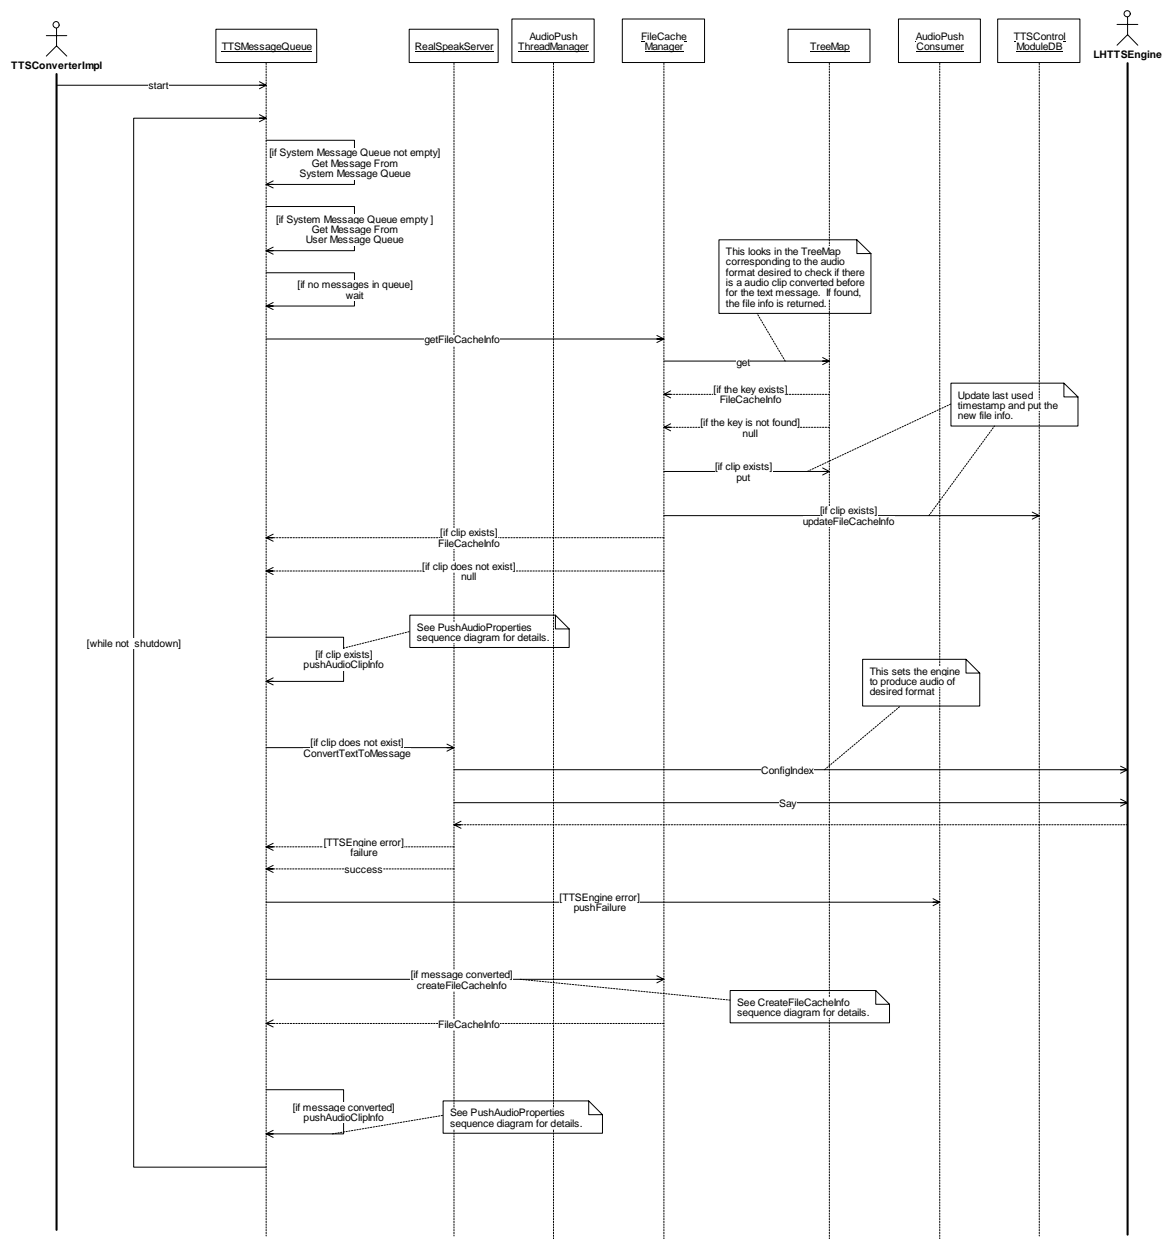 TTSConverterImpl
TTSMessageQueue
RealSpeakServer
AudioPush
ThreadManager
FileCache
Manager
TreeMap
AudioPush
Consumer
TTSControl
ModuleDB
LHTTSEngine
start
[if System Message Queue not empty]
Get Message From
System Message Queue
[if System Message Queue empty ]
Get Message From
User Message Queue
[if no messages in queue]
wait
This looks in the TreeMap
corresponding to the audio
format desired to check if there
is a audio clip converted before
for the text message. If found,
the file info is returned.
getFileCacheInfo
get
[if the key exists]
FileCacheInfo
Update last used
timestamp and put the
new file info.
[if the key is not found]
null
[if clip exists]
put
[if clip exists]
updateFileCacheInfo
[if clip exists]
FileCacheInfo
[if clip does not exist]
null
See PushAudioProperties
sequence diagram for details.
[while not shutdown]
[if clip exists]
pushAudioClipInfo
This sets the engine
to produce audio of
desired format
[if clip does not exist]
ConvertTextToMessage
ConfigIndex
Say
[TTSEngine error]
failure
success
[TTSEngine error]
pushFailure
[if message converted]
createFileCacheInfo
See CreateFileCacheInfo
sequence diagram for details.
FileCacheInfo
[if message converted]
pushAudioClipInfo
See PushAudioProperties
sequence diagram for details.